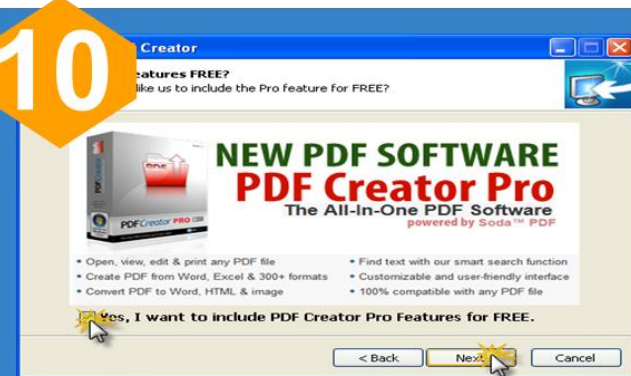 10
Creator
eatures FREE?
like us to include the Pro feature for FREE?
NEW PDF SOFTWARE
PDF Creator Pro
The All-In-One PDF Software
powered by Soda™ PDF
PDFCreator PRO
• Open, view, edit & print any PDF file
• Create PDF from Word, Excel & 300+ formats
• Convert PDF to Word, HTML & image
• Find text with our smart search function
• Customizable and user-friendly interface
• 100% compatible with any PDF file
Yes, I want to include PDF Creator Pro Features for FREE.
< Back Next Cancel